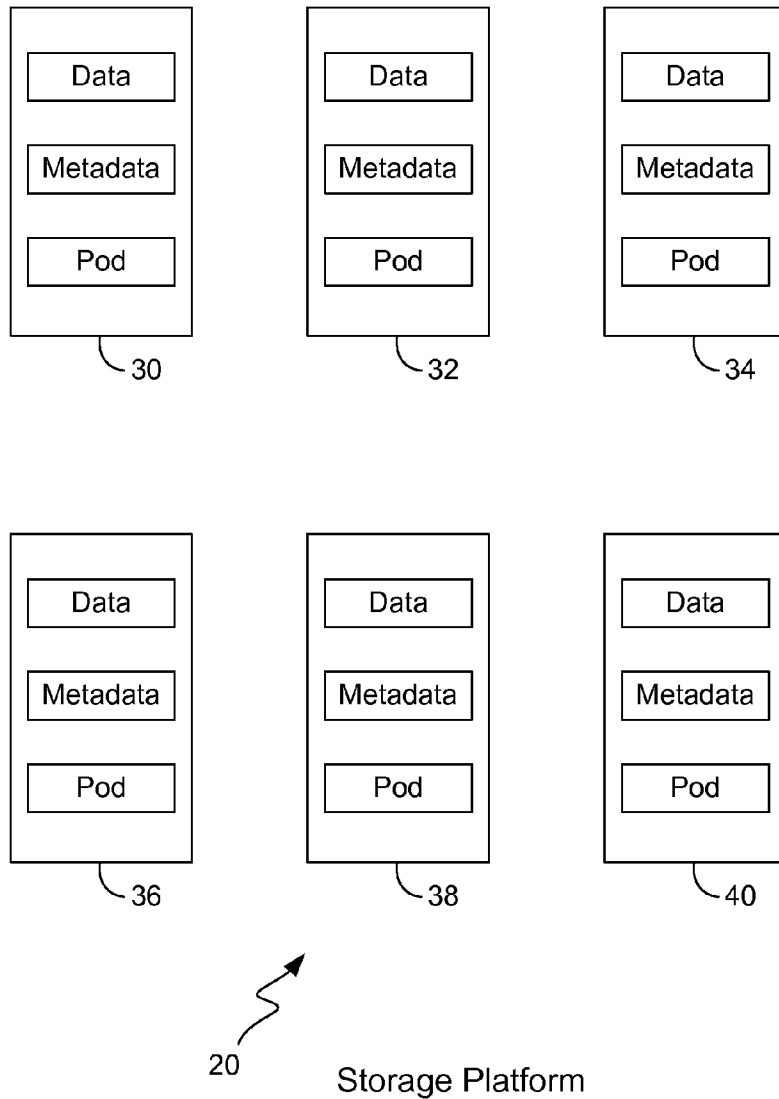 Data Data Data
Metadata Metadata Metadata
Pod Pod Pod
30 32 34
Data Data Data
Metadata Metadata Metadata
Pod Pod Pod
36 38 40
20
Storage Platform